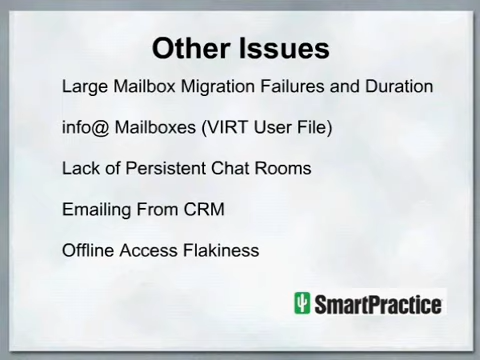 Other Issues
Large Mailbox Migration Failures and Duration
info@ Mailboxes (VIRT User File)
Lack of Persistent Chat Rooms
Emailing From CRM
Offline Access Flakiness
SmartPractice